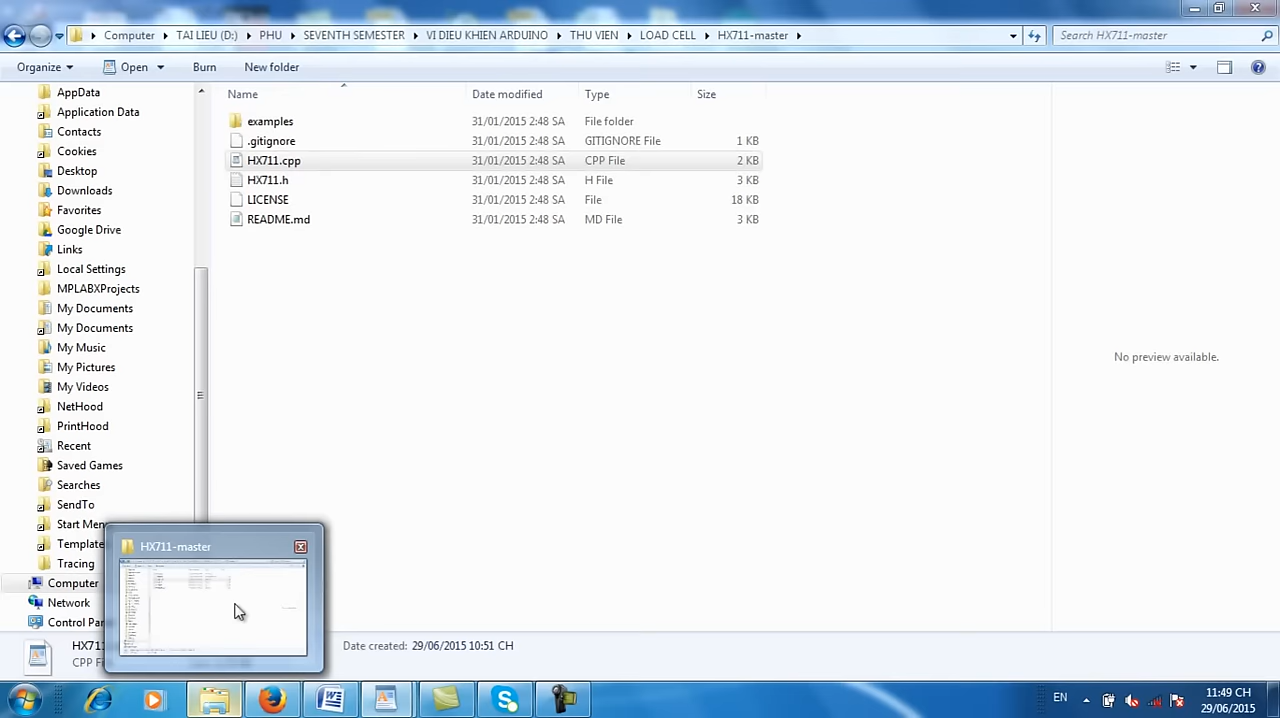 Computer TAI LIEU (D:) PHU SEVENTH SEMESTER VI DIEU KHIEN ARDUINO THU VIEN LOAD CELL HX711-master Search HX711-master
Organize Open Burn New folder
Name Date modified Type Size
AppData
Application Data
Contacts
Cookies
Desktop
Downloads
Favorites
Google Drive
Links
Local Settings
MPLABXProjects
My Documents
My Documents
My Music
My Pictures
My Videos
NetHood
PrintHood
Recent
Saved Games
Searches
SendTo
Start Menu
Templates
Tracing
Computer
Network
Control Pan
examples 31/01/2015 2:48 SA File folder
.gitignore 31/01/2015 2:48 SA GITIGNORE File 1 KB
HX711.cpp 31/01/2015 2:48 SA CPP File 2 KB
HX711.h 31/01/2015 2:48 SA H File 3 KB
LICENSE 31/01/2015 2:48 SA File 18 KB
README.md 31/01/2015 2:48 SA MD File 3 KB
No preview available.
HX711-master
HX711 Date created: 29/06/2015 10:51 CH
CPP F
EN 11:49 CH
29/06/2015